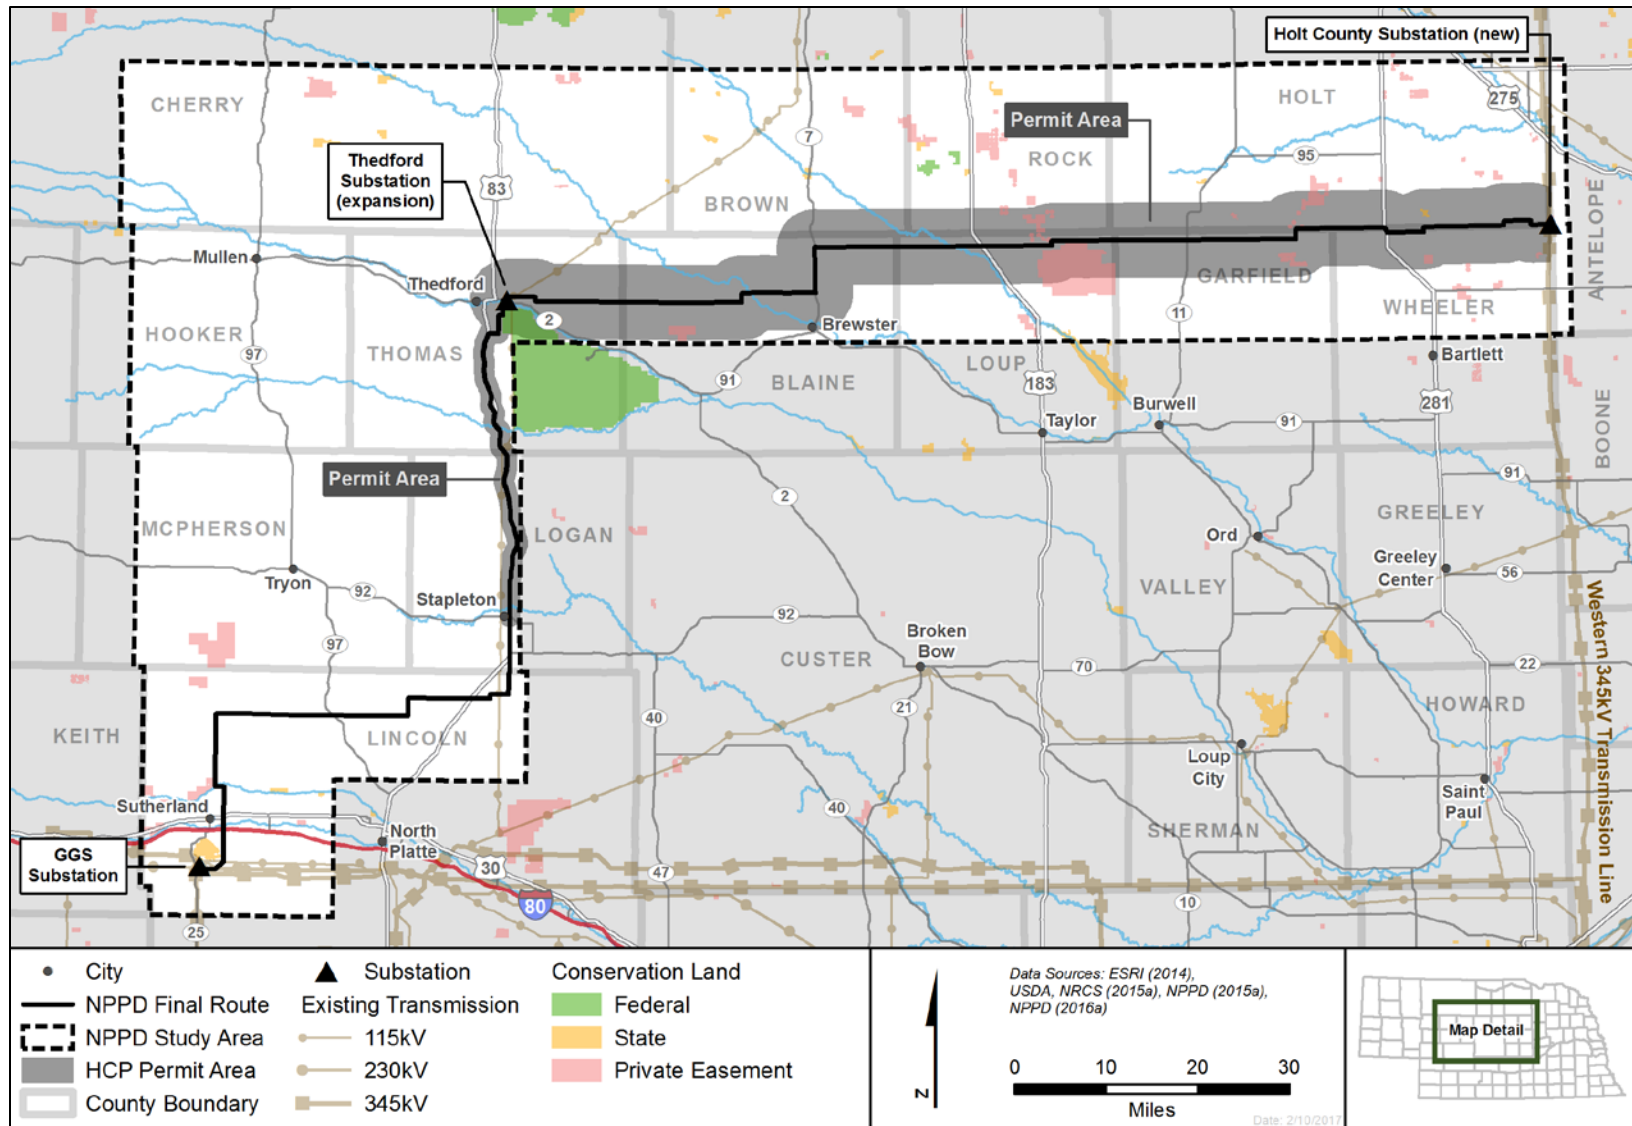 Holt County Substation (new)
CHERRY
HOLT
275
Permit Area
ROCK
7
95
Thedford
Substation
(expansion)
83
BROWN
ANTELOPE
Mullen
Thedford
GARFIELD
WHEELER
2
Brewster
11
HOOKER
97
THOMAS
91
BLAINE
LOUP
183
Bartlett
281
Burwell
Taylor
91
BOONE
Permit Area
91
2
MCPHERSON
LOGAN
GREELEY
Ord
Greeley
Center
56
Tryon
92
Stapleton
VALLEY
92
97
Broken
Bow
CUSTER
70
22
Western 345kV Transmission Line
KEITH
LINCOLN
40
21
HOWARD
Loup
City
Saint
Paul
Sutherland
40
North
Platte
SHERMAN
GGS
Substation
30
47
80
10
25
City
NPPD Final Route
NPPD Study Area
HCP Permit Area
County Boundary
Substation
Existing Transmission
115kV
230kV
345kV
Conservation Land
Federal
State
Private Easement
N
Data Sources: ESRI (2014),
USDA, NRCS (2015a), NPPD (2015a),
NPPD (2016a)
0 10 20 30
Miles
Date: 2/10/2017
Map Detail